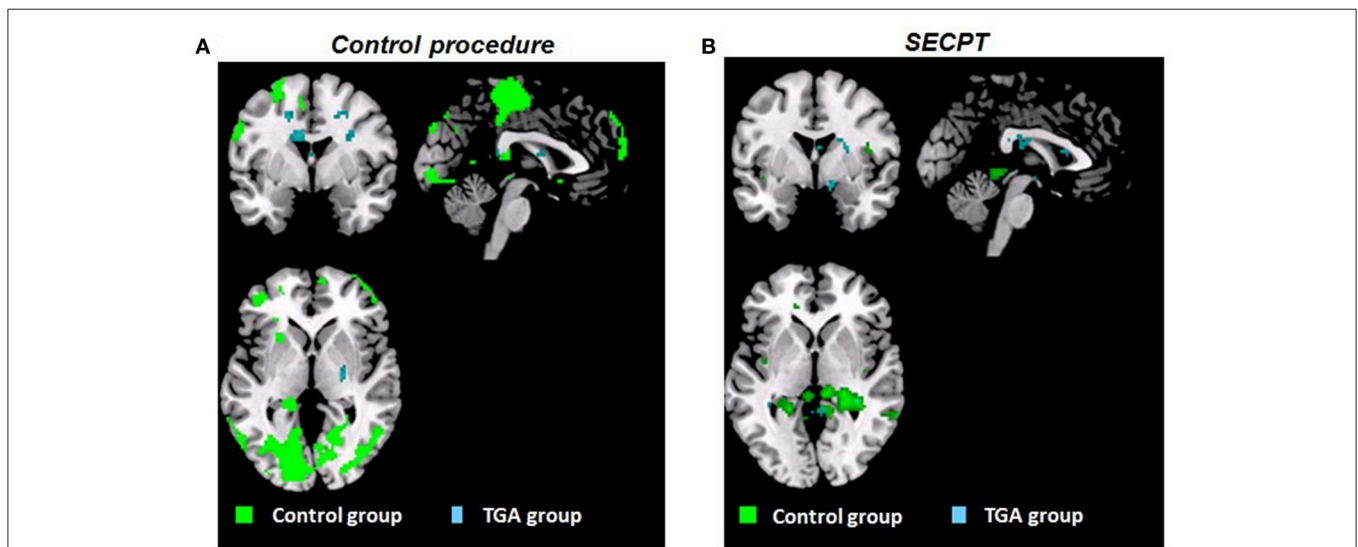 A Control procedure
B SECPT
Control group TGA group
Control group TGA group